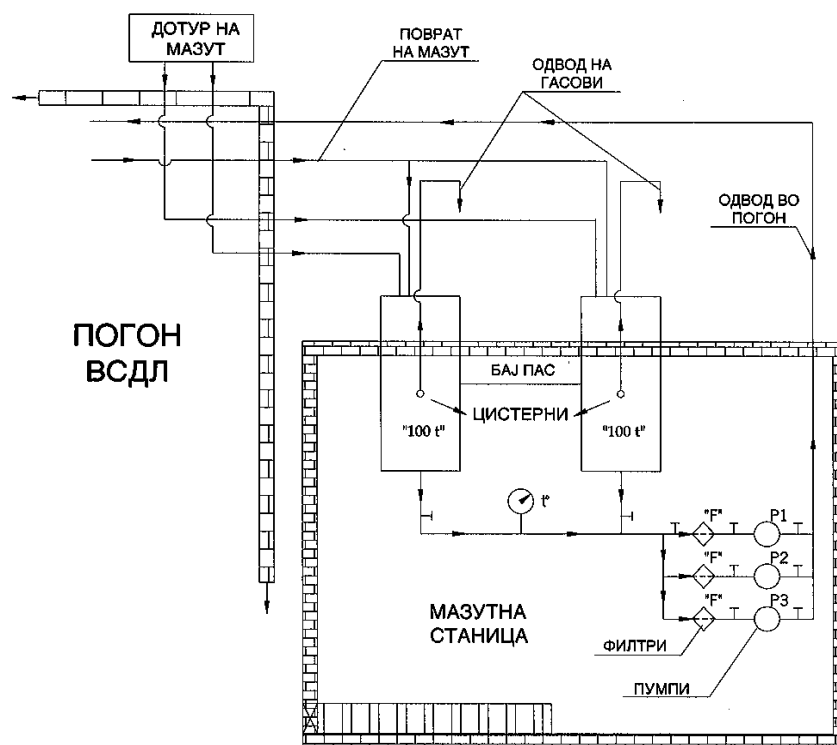 ДОТУР НА
МАЗУТ
ПОВРАТ
НА МАЗУТ
ОДВОД НА
ГАСОВИ
ОДВОД ВО
ПОГОН
ПОГОН
ВСДЛ
БАЈ ПАС
ЦИСТЕРНИ
"100 t"
"100 t"
t°
"F"
P1
"F"
P2
"F"
P3
МАЗУТНА
СТАНИЦА
ФИЛТРИ
ПУМПИ